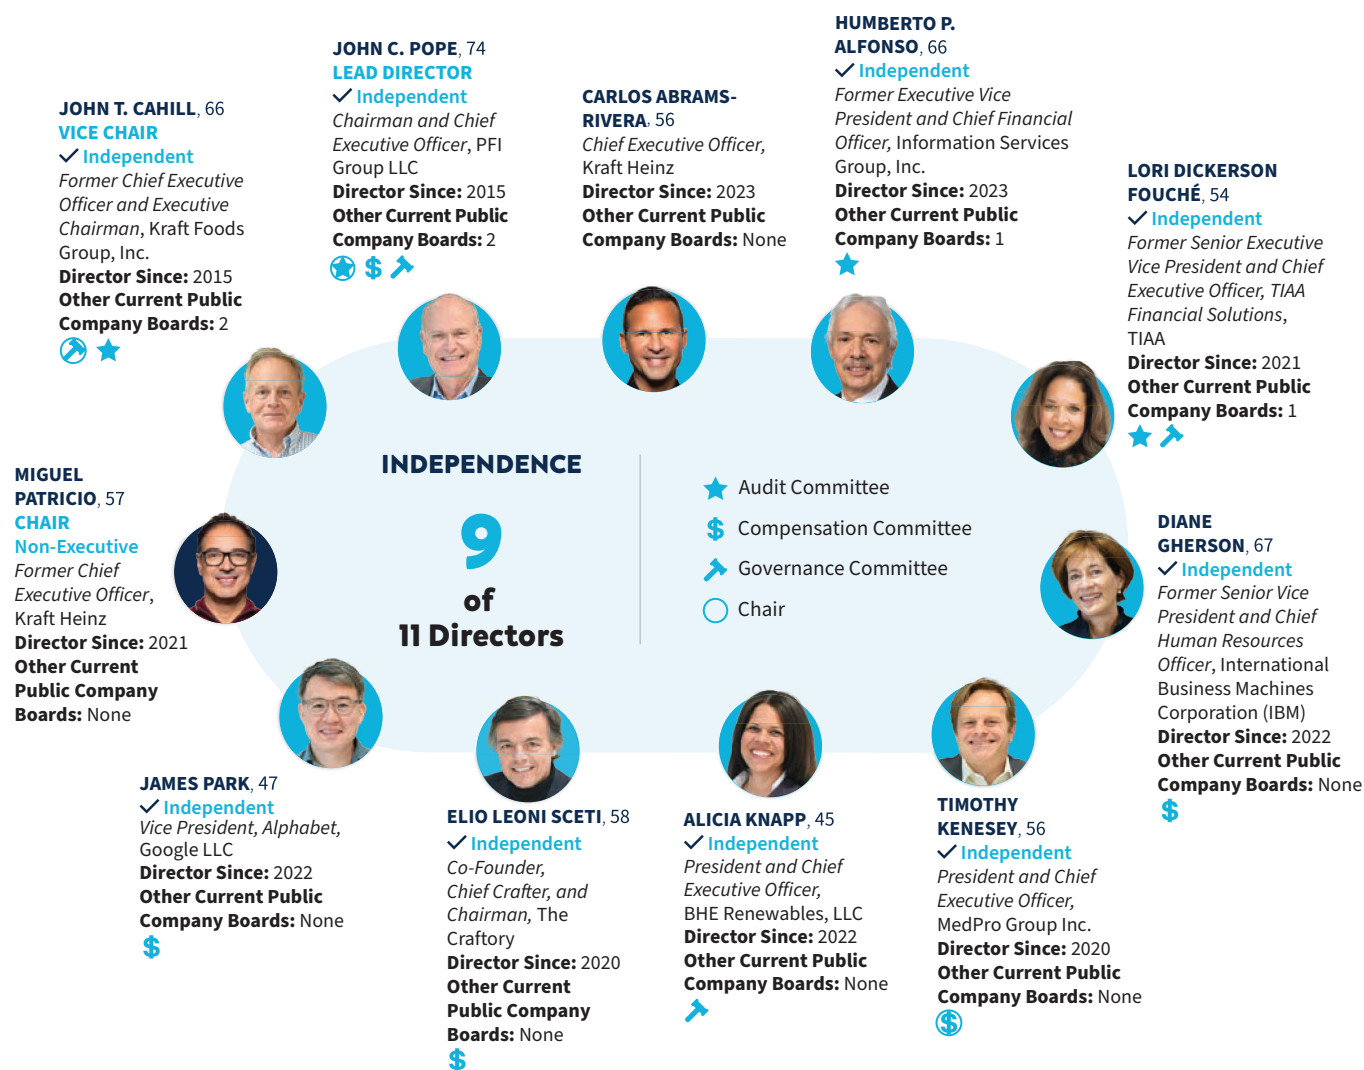 JOHN T. CAHILL, 66
VICE CHAIR
Independent
Former Chief Executive
Officer and Executive
Chairman, Kraft Foods
Group, Inc.
Director Since: 2015
Other Current Public
Company Boards: 2
JOHN C. POPE, 74
LEAD DIRECTOR
Independent
Chairman and Chief
Executive Officer, PFI
Group LLC
Director Since: 2015
Other Current Public
Company Boards: 2
CARLOS ABRAMS-
RIVERA, 56
Chief Executive Officer,
Kraft Heinz
Director Since: 2023
Other Current Public
Company Boards: None
HUMBERTO P.
ALFONSO, 66
Independent
Former Executive Vice
President and Chief Financial
Officer, Information Services
Group, Inc.
Director Since: 2023
Other Current Public
Company Boards: 1
LORI DICKERSON
FOUCHÉ, 54
Independent
Former Senior Executive
Vice President and Chief
Executive Officer, TIAA
Financial Solutions,
TIAA
Director Since: 2021
Other Current Public
Company Boards: 1
MIGUEL
PATRICIO, 57
CHAIR
Non-Executive
Former Chief
Executive Officer,
Kraft Heinz
Director Since: 2021
Other Current
Public Company
Boards: None
INDEPENDENCE
9
of
11 Directors
Audit Committee
Compensation Committee
Governance Committee
Chair
DIANE
GHERSON, 67
Independent
Former Senior Vice
President and Chief
Human Resources
Officer, International
Business Machines
Corporation (IBM)
Director Since: 2022
Other Current Public
Company Boards: None
JAMES PARK, 47
Independent
Vice President, Alphabet,
Google LLC
Director Since: 2022
Other Current Public
Company Boards: None
ELIO LEONI SCETI, 58
Independent
Co-Founder,
Chief Crafter, and
Chairman, The
Craftory
Director Since: 2020
Other Current
Public Company
Boards: None
ALICIA KNAPP, 45
Independent
President and Chief
Executive Officer,
BHE Renewables, LLC
Director Since: 2022
Other Current Public
Company Boards: None
TIMOTHY
KENESEY, 56
Independent
President and Chief
Executive Officer,
MedPro Group Inc.
Director Since: 2020
Other Current Public
Company Boards: None